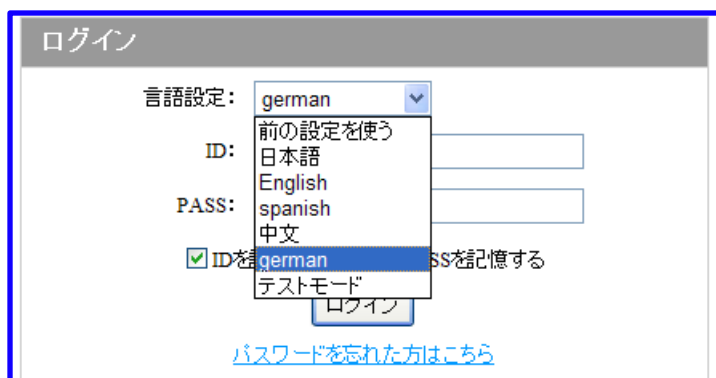 ログイン
言語設定: german
前の設定を使う
ID: 日本語
English
PASS: spanish
中文
IDを german SSを記憶する
テストモード
ログイン
パスワードを忘れた方はこちら